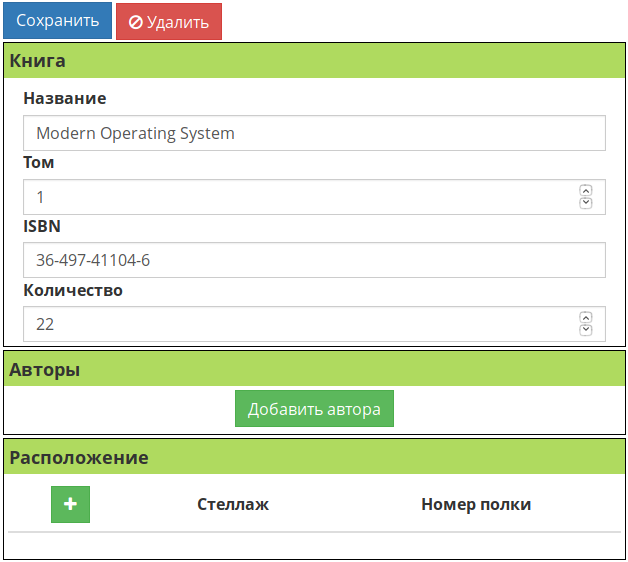 Сохранить Удалить
Книга
Название
Modern Operating System
Том
1
ISBN
36-497-41104-6
Количество
22
Авторы
Добавить автора
Расположение
+ Стеллаж Номер полки